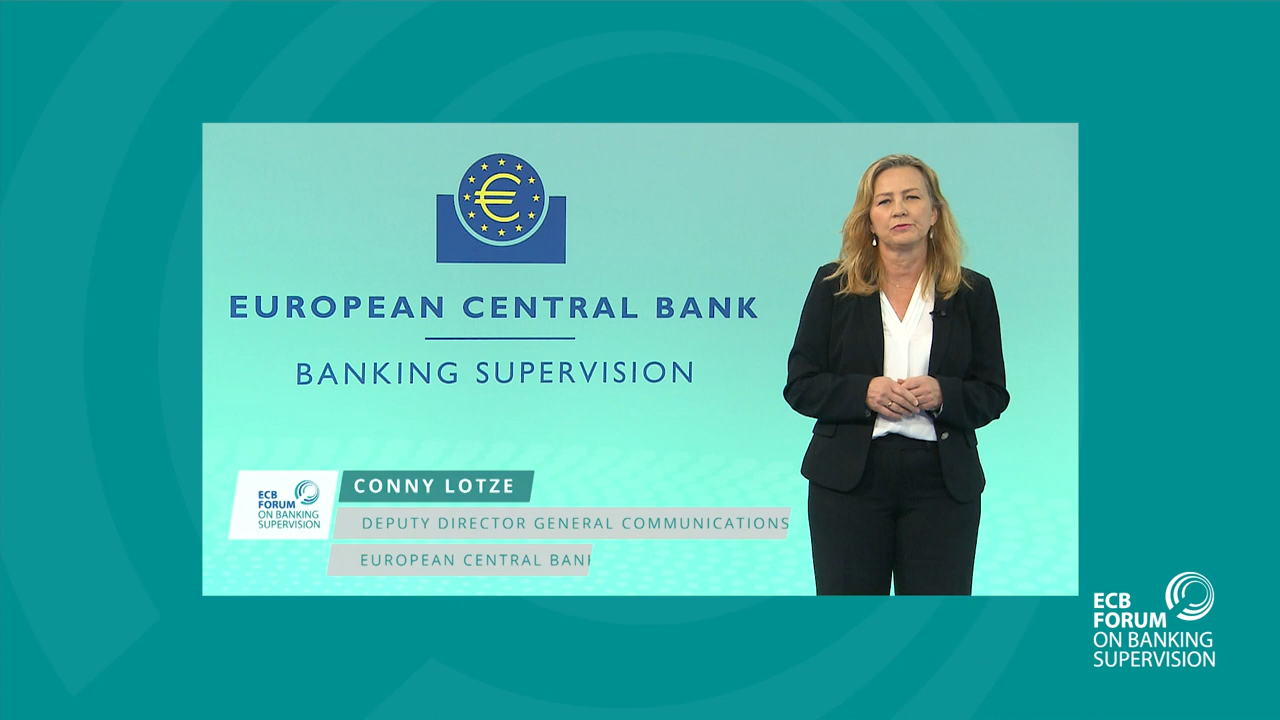 €
EUROPEAN CENTRAL BANK
BANKING SUPERVISION
ECB
FORUM
ON BANKING
SUPERVISION
CONNY LOTZE
DEPUTY DIRECTOR GENERAL COMMUNICATIONS
EUROPEAN CENTRAL BANK
ECB
FORUM
ON BANKING
SUPERVISION